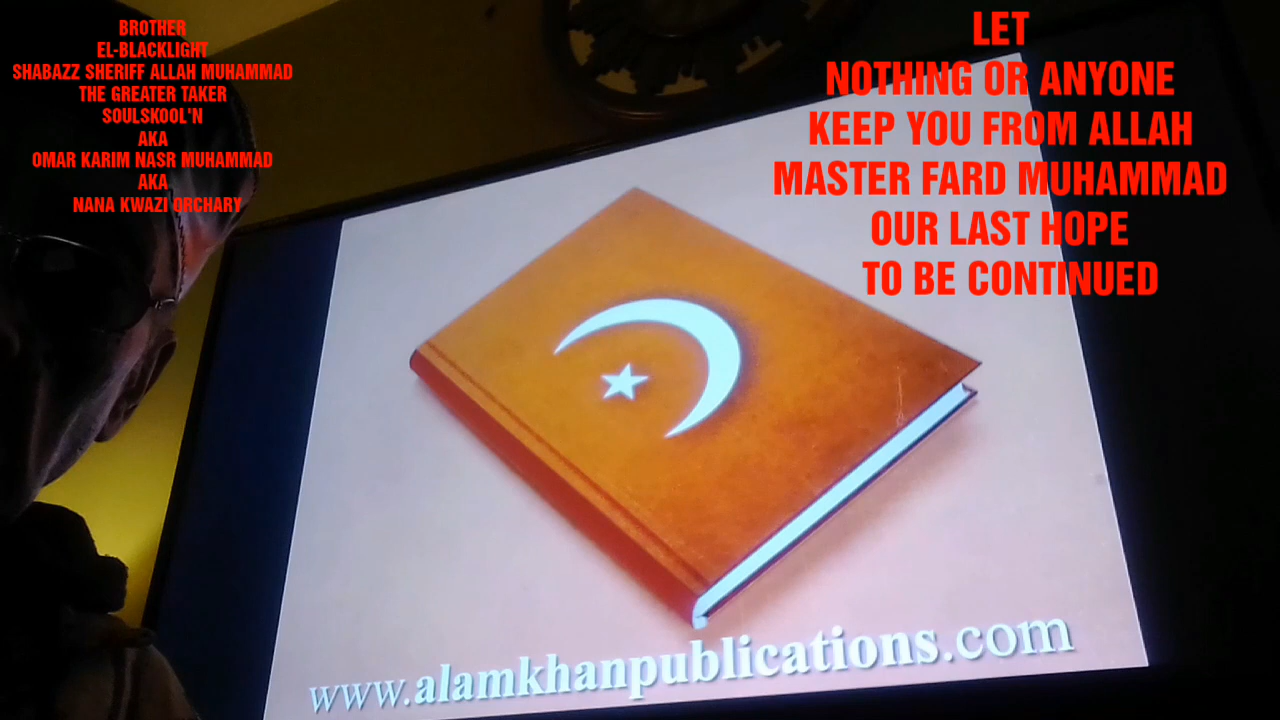 BROTHER
EL-BLACKLIGHT
SHABAZZ SHERIFF ALLAH MUHAMMAD
THE GREATER TAKER
SOULSKOOL'N
AKA
OMAR KARIM NASR MUHAMMAD
AKA
NANA KWAZI ORCHARY
LET
NOTHING OR ANYONE
KEEP YOU FROM ALLAH
MASTER FARD MUHAMMAD
OUR LAST HOPE
TO BE CONTINUED
www.alamkhanpublications.com